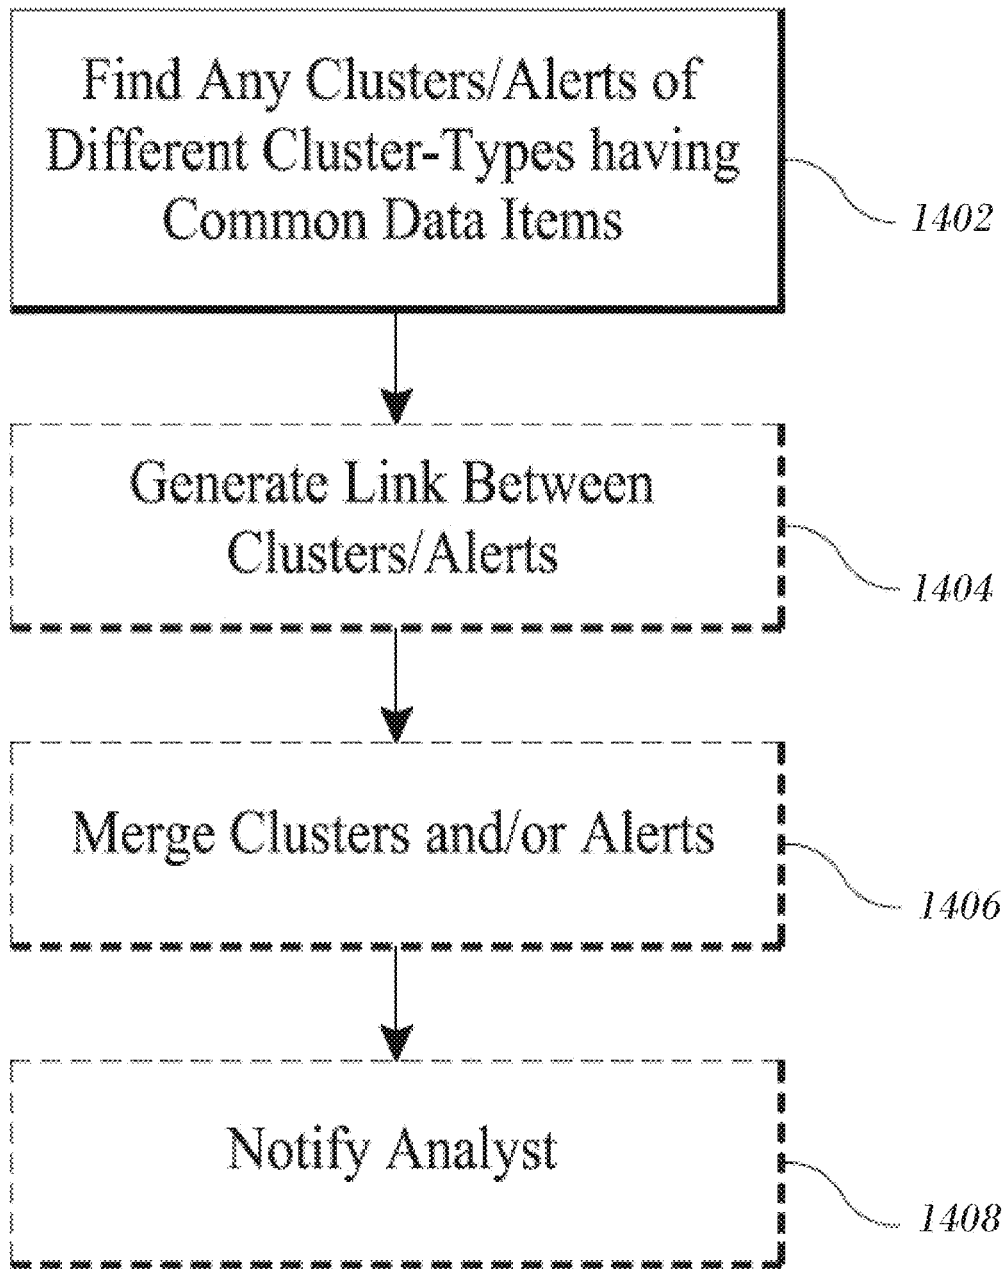 Find Any Clusters/Alerts of
Different Cluster-Types having
Common Data Items
1402
Generate Link Between
Clusters/Alerts
1404
Merge Clusters and/or Alerts
1406
Notify Analyst
1408